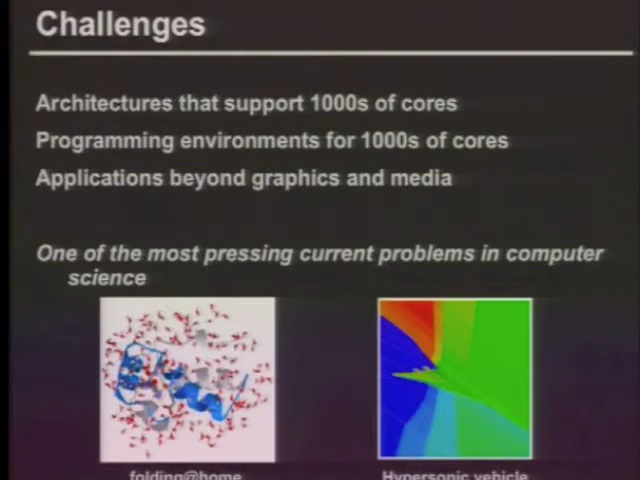 Challenges
Architectures that support 1000s of cores
Programming environments for 1000s of cores
Applications beyond graphics and media
One of the most pressing current problems in computer
science
folding@home
Hypersonic vehicle